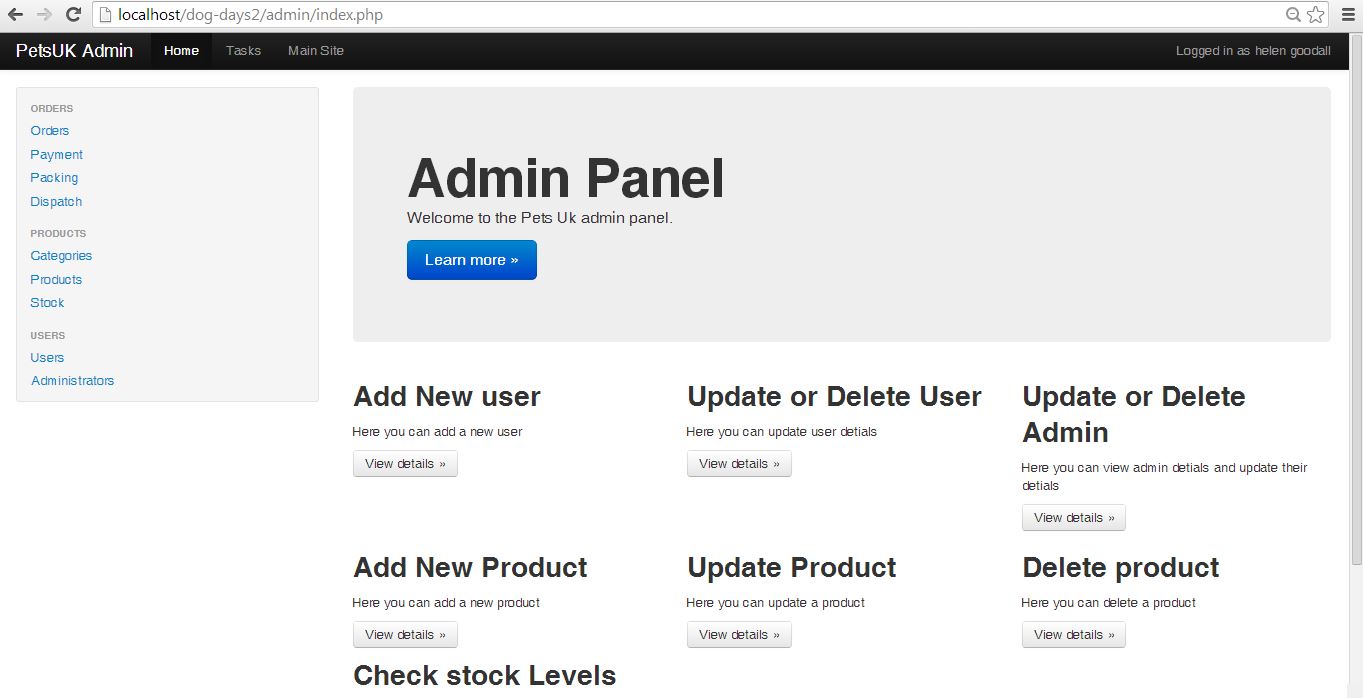 localhost/dog-days2/admin/index.php
PetsUK Admin Home Tasks Main Site Logged in as helen goodall
ORDERS
Orders
Payment
Packing
Dispatch
PRODUCTS
Categories
Products
Stock
USERS
Users
Administrators
Admin Panel
Welcome to the Pets Uk admin panel.
Learn more »
Add New user
Here you can add a new user
View details »
Update or Delete User
Here you can update user detials
View details »
Update or Delete
Admin
Here you can view admin detials and update their
detials
View details »
Add New Product
Here you can add a new product
View details »
Update Product
Here you can update a product
View details »
Delete product
Here you can delete a product
View details »
Check stock Levels